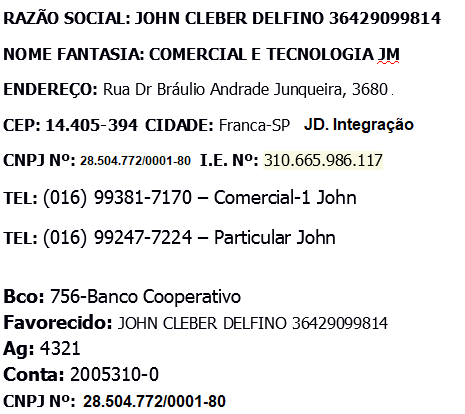 RAZÃO SOCIAL: JOHN CLEBER DELFINO 36429099814
NOME FANTASIA: COMERCIAL E TECNOLOGIA JM
ENDEREÇO: Rua Dr Bráulio Andrade Junqueira, 3680 .
CEP: 14.405-394 CIDADE: Franca-SP JD. Integração
CNPJ Nº: 28.504.772/0001-80 I.E. Nº: 310.665.986.117
TEL: (016) 99381-7170 – Comercial-1 John
TEL: (016) 99247-7224 – Particular John
Bco: 756-Banco Cooperativo
Favorecido: JOHN CLEBER DELFINO 36429099814
Ag: 4321
Conta: 2005310-0
CNPJ Nº: 28.504.772/0001-80